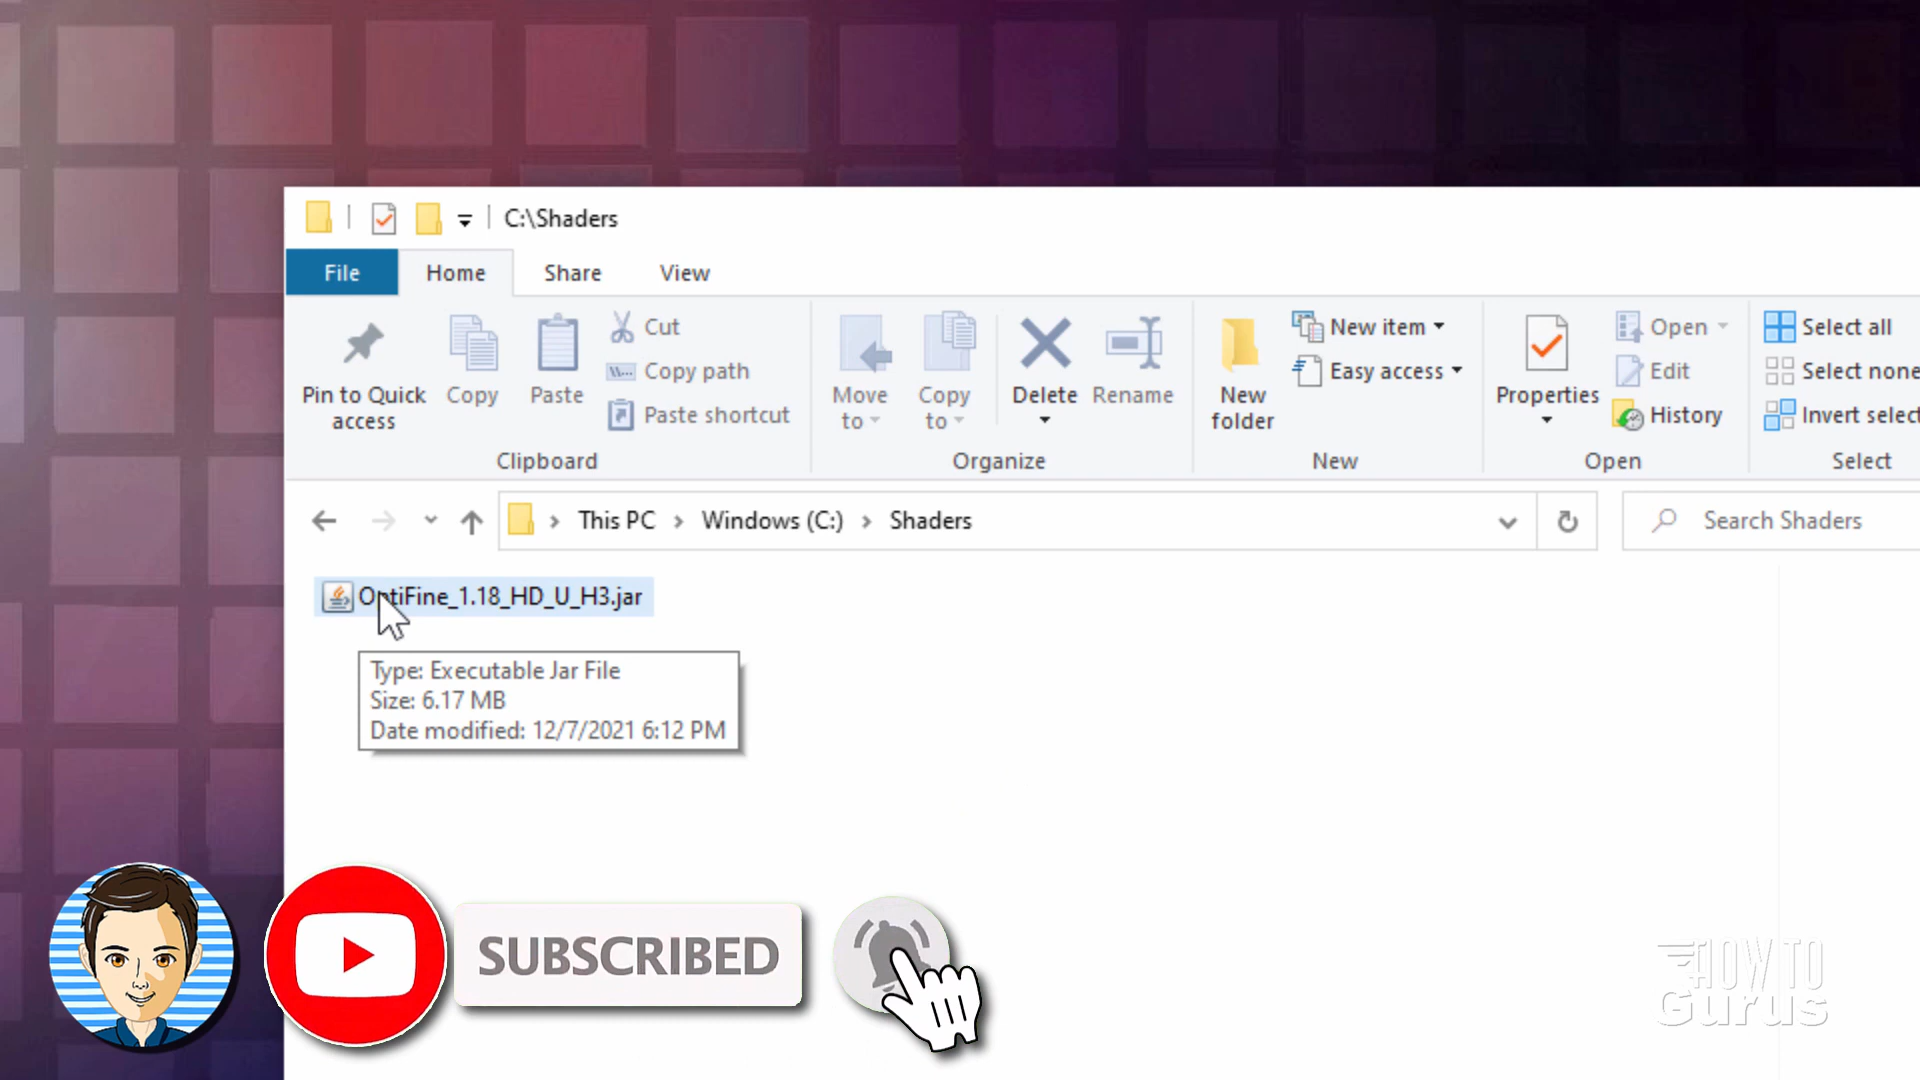 C:\Shaders
File Home Share View
Pin to Quick access
Copy
Paste
Cut
Copy path
Paste shortcut
Clipboard
Move to
Copy to
Delete
Rename
Organize
New folder
New item
Easy access
New
Properties
Open
Edit
History
Open
Select all
Select none
Invert select
Select
This PC > Windows (C:) > Shaders
Search Shaders
OptiFine_1.18_HD_U_H3.jar
Type: Executable Jar File
Size: 6.17 MB
Date modified: 12/7/2021 6:12 PM
SUBSCRIBED
HOW TO
Gurus